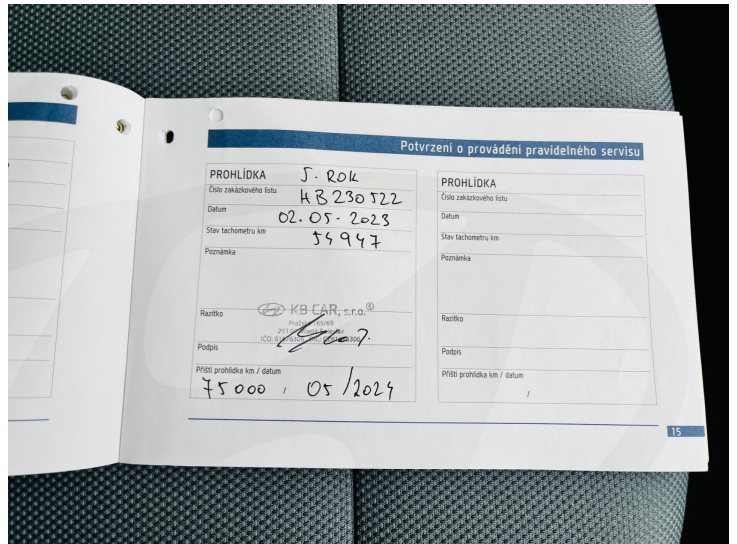 Potvrzení o provádění pravidelného servisu
PROHLÍDKA 5. ROK
Číslo zakázkového listu HB230522
Datum 02.05.2023
Stav tachometru km 54947
Poznámka
Razítko KB CAR, s.r.o.
Podpis
Příští prohlídka km / datum
75000 / 05/2024
PROHLÍDKA
Číslo zakázkového listu
Datum
Stav tachometru km
Poznámka
Razítko
Podpis
Příští prohlídka km / datum
/
15